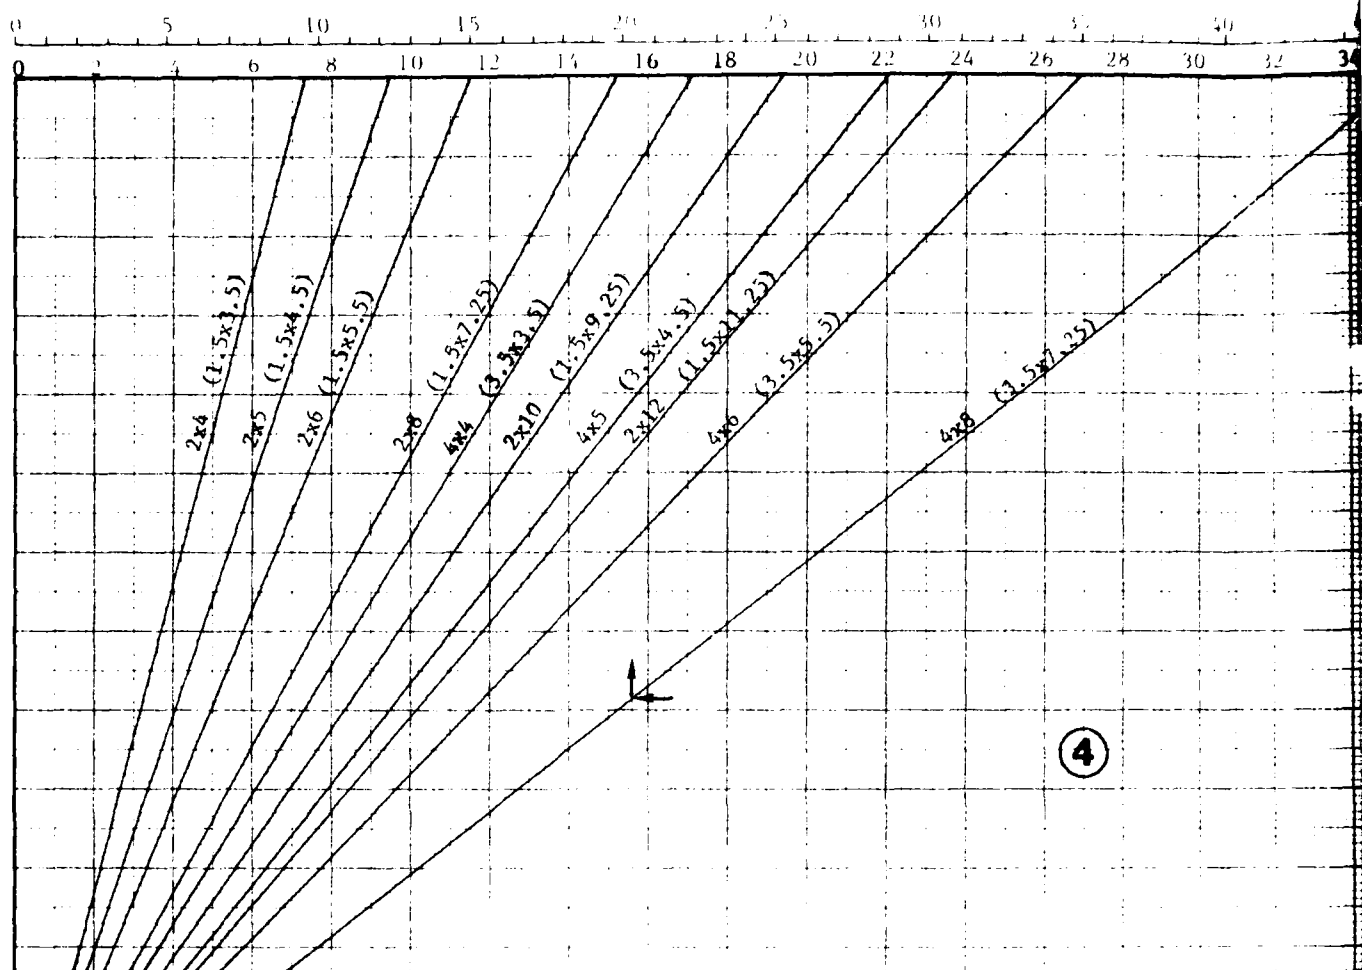 0 5 10 15 20 25 30 35 40
0 2 4 6 8 10 12 14 16 18 20 22 24 26 28 30 32 34
2x4 (1.5x3.5)
2x5 (1.5x4.5)
2x6 (1.5x5.5)
2x8 (1.5x7.25)
4x4 (3.5x3.5)
2x10 (1.5x9.25)
4x5 (3.5x4.5)
2x12 (1.5x11.25)
4x6 (3.5x5.5)
4x8 (3.5x7.25)
4